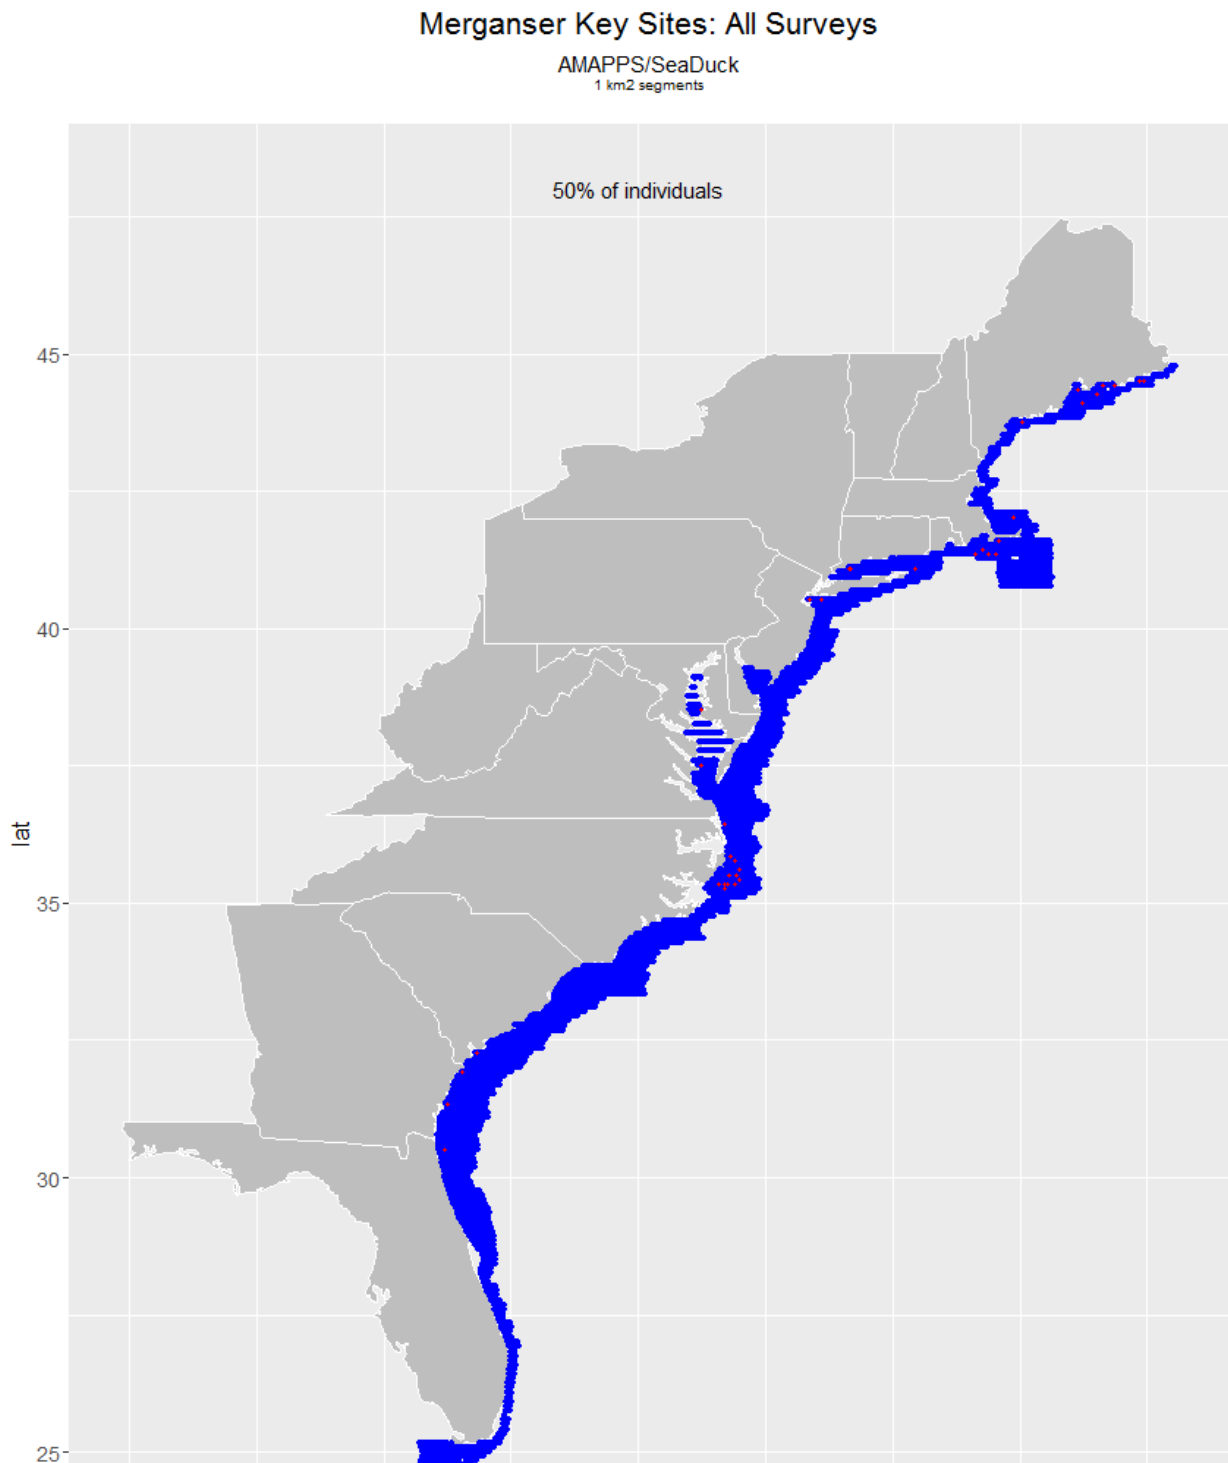 Merganser Key Sites: All Surveys
AMAPPS/SeaDuck
1 km2 segments
50% of individuals
45
40
lat
35
30
25